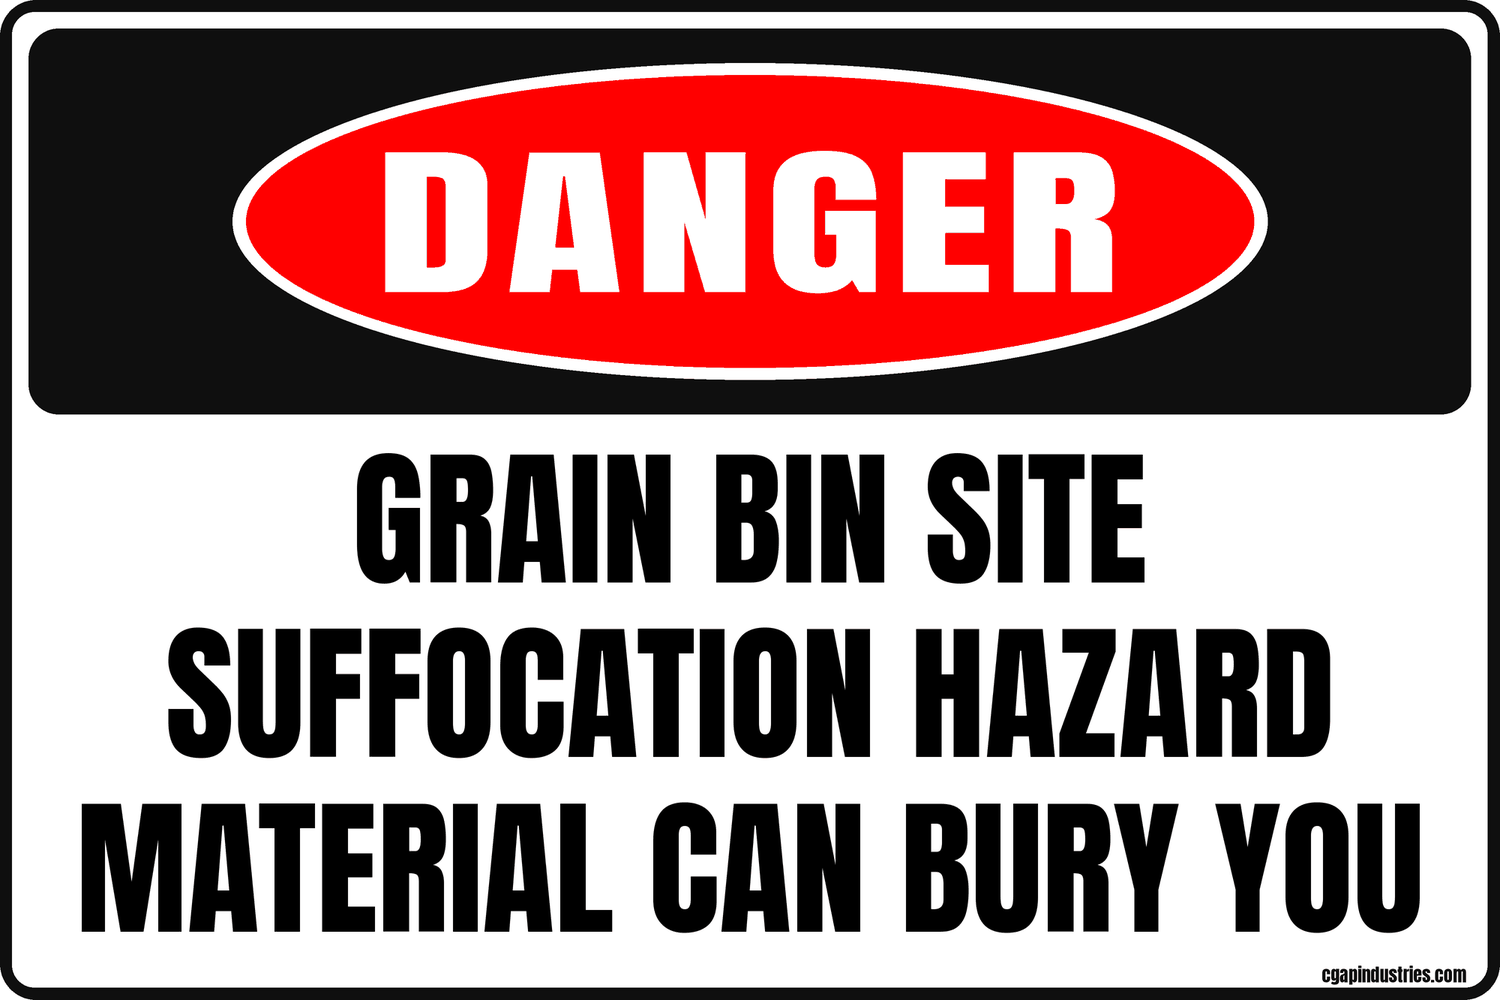 DANGER
GRAIN BIN SITE
SUFFOCATION HAZARD
MATERIAL CAN BURY YOU
cgapindustries.com